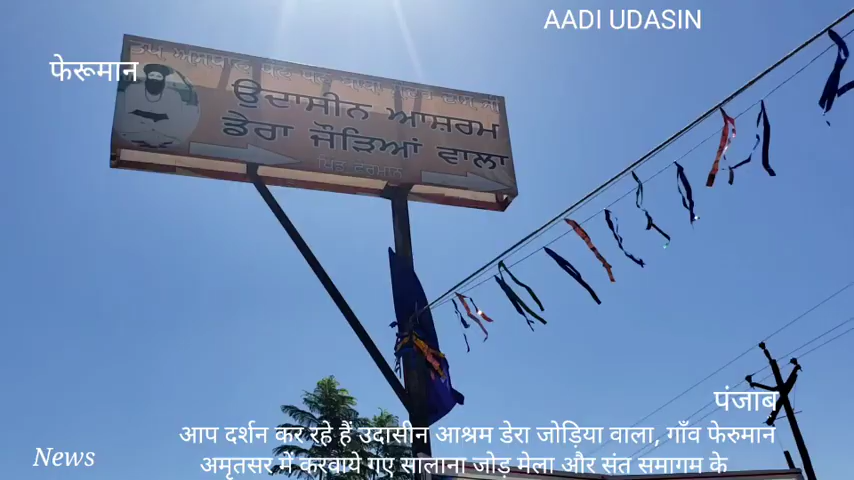 AADI UDASIN
फेरूमान
ਉਦਾਸੀਨ ਆਸ਼ਰਮ
ਡੇਰਾ ਜੌੜਿਆਂ ਵਾਲਾ
पंजाब
आप दर्शन कर रहे हैं उदासीन आश्रम डेरा जोड़िया वाला, गाँव फेरुमान
अमृतसर में करवाये गए सालाना जोड़ मेला और संत समागम के
News